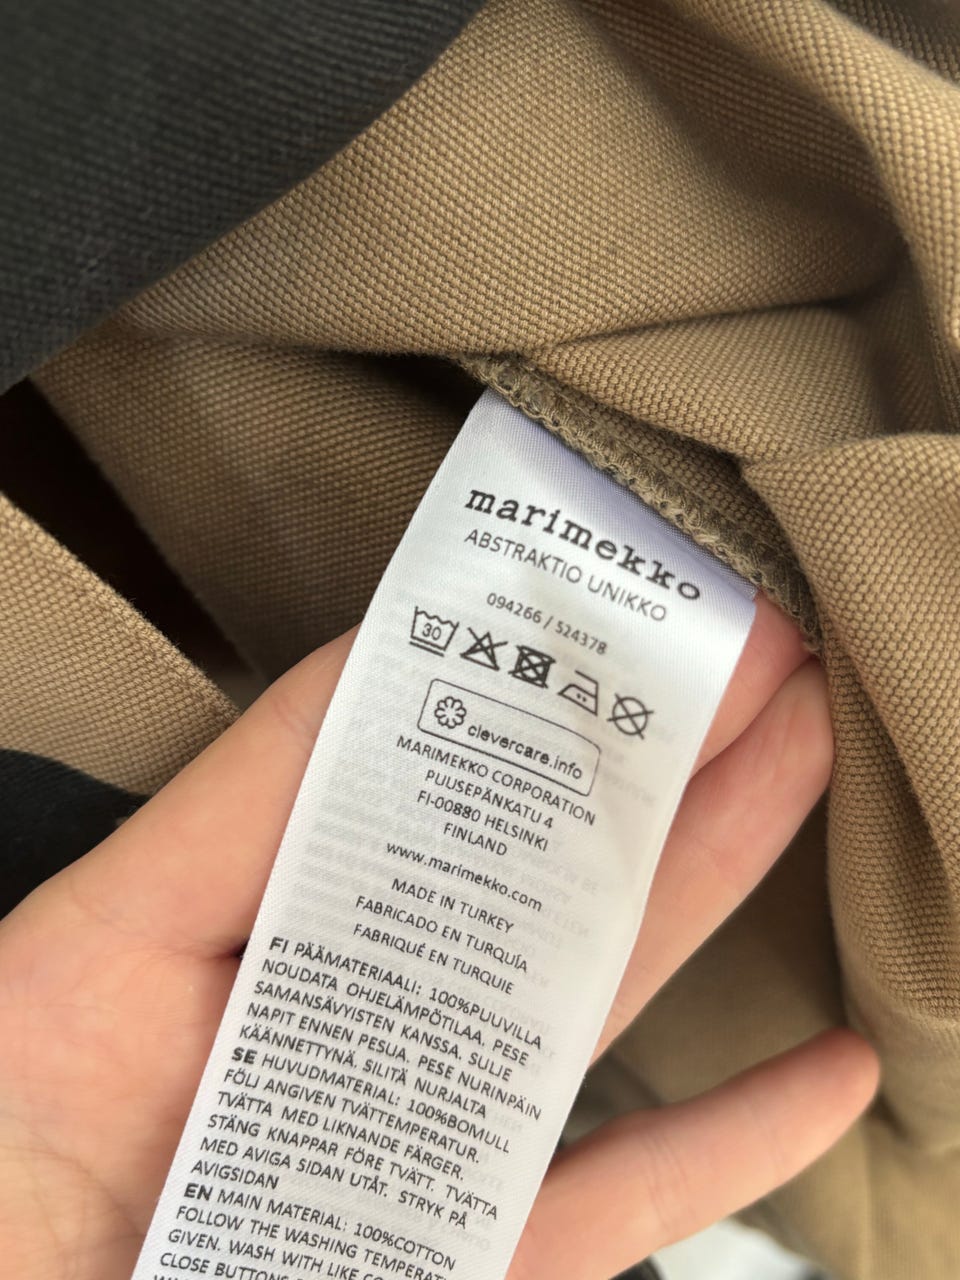 marimekko
ABSTRAKTIO UNIKKO
094266 / 524378
30
clevercare.info
MARIMEKKO CORPORATION
PUUSEPÄNKATU 4
FI-00880 HELSINKI
FINLAND
www.marimekko.com
MADE IN TURKEY
FABRICADO EN TURQUÍA
FABRIQUÉ EN TURQUIE
FI PÄÄMATERIAALI: 100%PUUVILLA
NOUDATA OHJELÄMPÖTILAA. PESE
SAMANSÄVYISTEN KANSSA. SULJE
NAPIT ENNEN PESUA. PESE NURINPÄIN
KÄÄNNETTYNÄ, SILITÄ NURJALTA
SE HUVUDMATERIAL: 100%BOMULL
FÖLJ ANGIVEN TVÄTTEMPERATUR.
TVÄTTA MED LIKNANDE FÄRGER.
STÄNG KNAPPAR FÖRE TVÄTT. TVÄTTA
MED AVIGA SIDAN UTÅT. STRYK PÅ
AVIGSIDAN
EN MAIN MATERIAL: 100%COTTON
FOLLOW THE WASHING TEMPERAT
GIVEN. WASH WITH LIKE CO
CLOSE BUTTONS